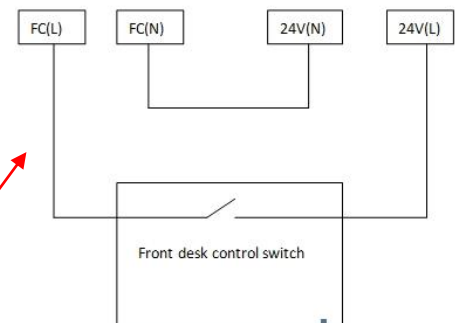 FC(L)
FC(N)
24V(N)
24V(L)
Front desk control switch